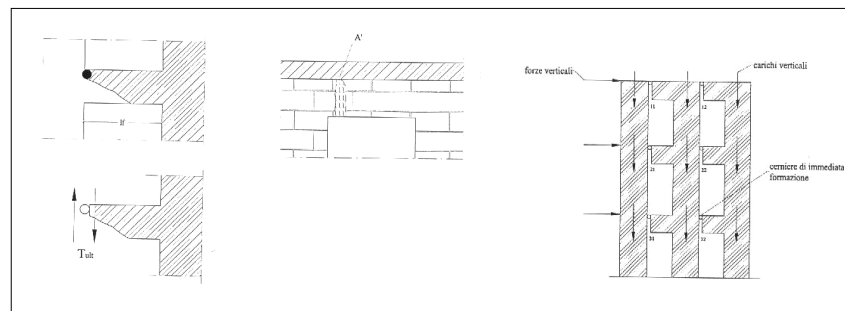 lf
Tult
A'
forze verticali
carichi verticali
11
12
21
22
cerniere di immediata
formazione
31
32